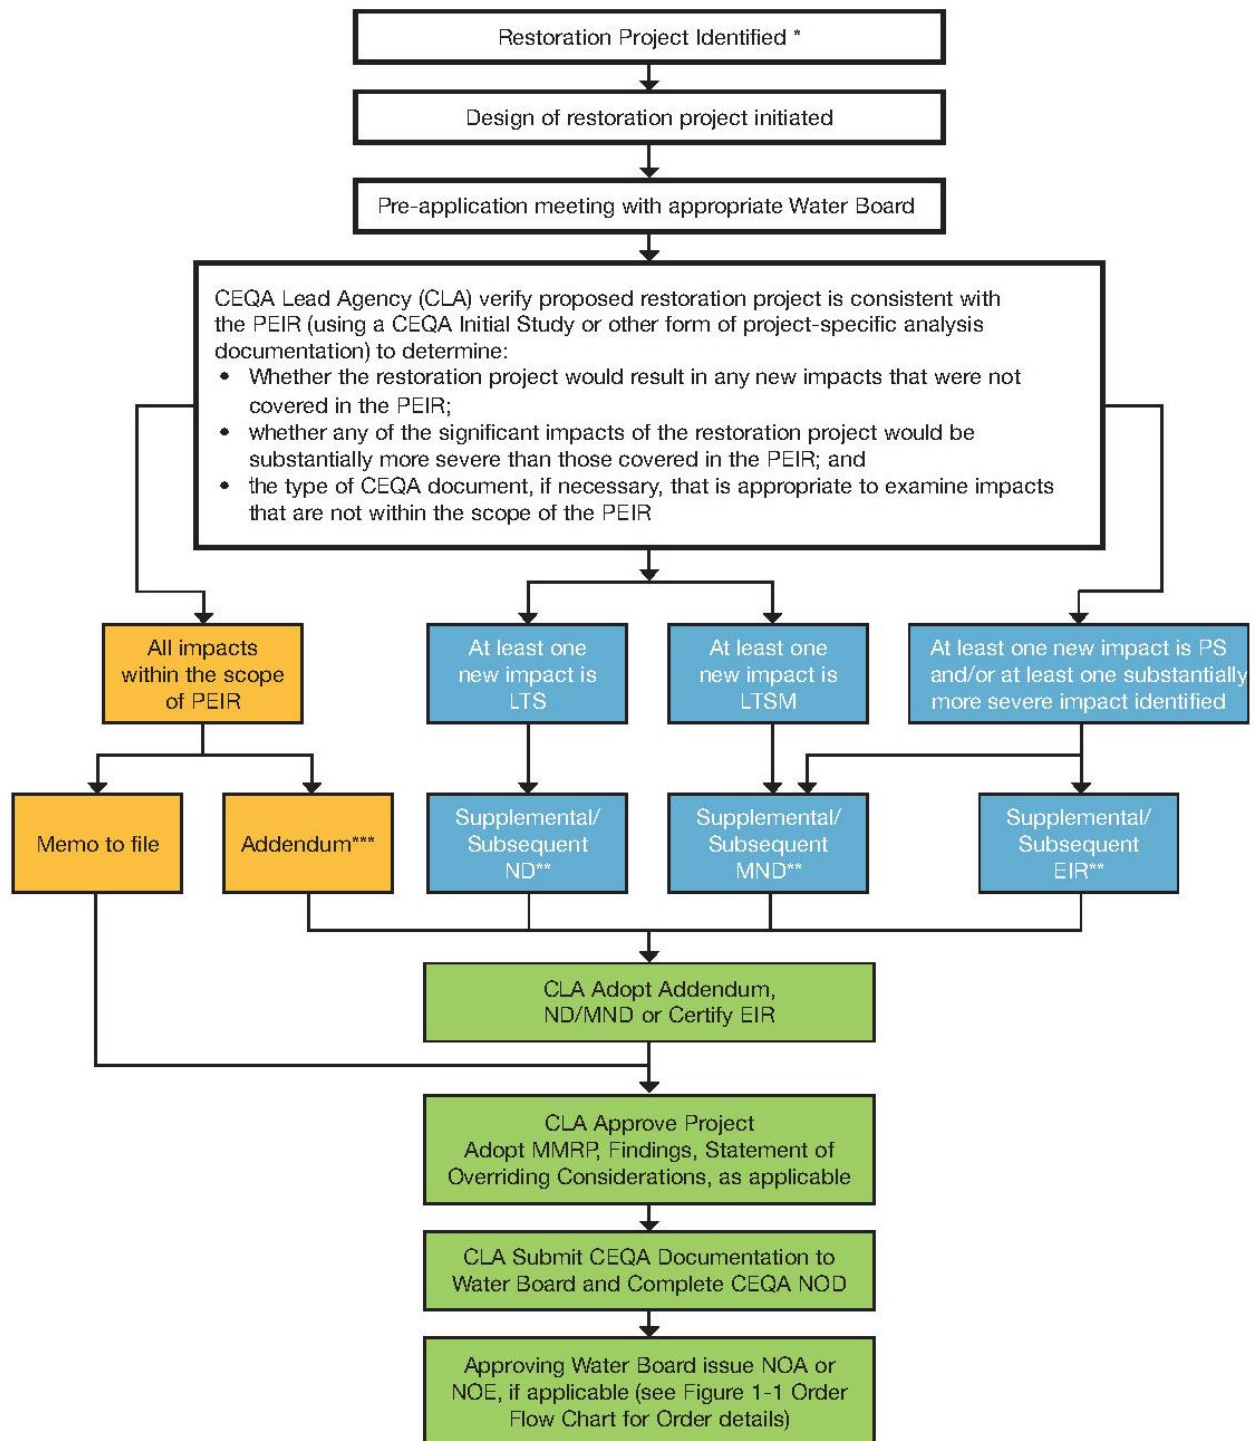 Restoration Project Identified *
Design of restoration project initiated
Pre-application meeting with appropriate Water Board
CEQA Lead Agency (CLA) verify proposed restoration project is consistent with
the PEIR (using a CEQA Initial Study or other form of project-specific analysis
documentation) to determine:
• Whether the restoration project would result in any new impacts that were not
covered in the PEIR;
• whether any of the significant impacts of the restoration project would be
substantially more severe than those covered in the PEIR; and
• the type of CEQA document, if necessary, that is appropriate to examine impacts
that are not within the scope of the PEIR
All impacts
within the scope
of PEIR
At least one
new impact is
LTS
At least one
new impact is
LTSM
At least one new impact is PS
and/or at least one substantially
more severe impact identified
Memo to file
Addendum***
Supplemental/
Subsequent
ND**
Supplemental/
Subsequent
MND**
Supplemental/
Subsequent
EIR**
CLA Adopt Addendum,
ND/MND or Certify EIR
CLA Approve Project
Adopt MMRP, Findings, Statement of
Overriding Considerations, as applicable
CLA Submit CEQA Documentation to
Water Board and Complete CEQA NOD
Approving Water Board issue NOA or
NOE, if applicable (see Figure 1-1 Order
Flow Chart for Order details)